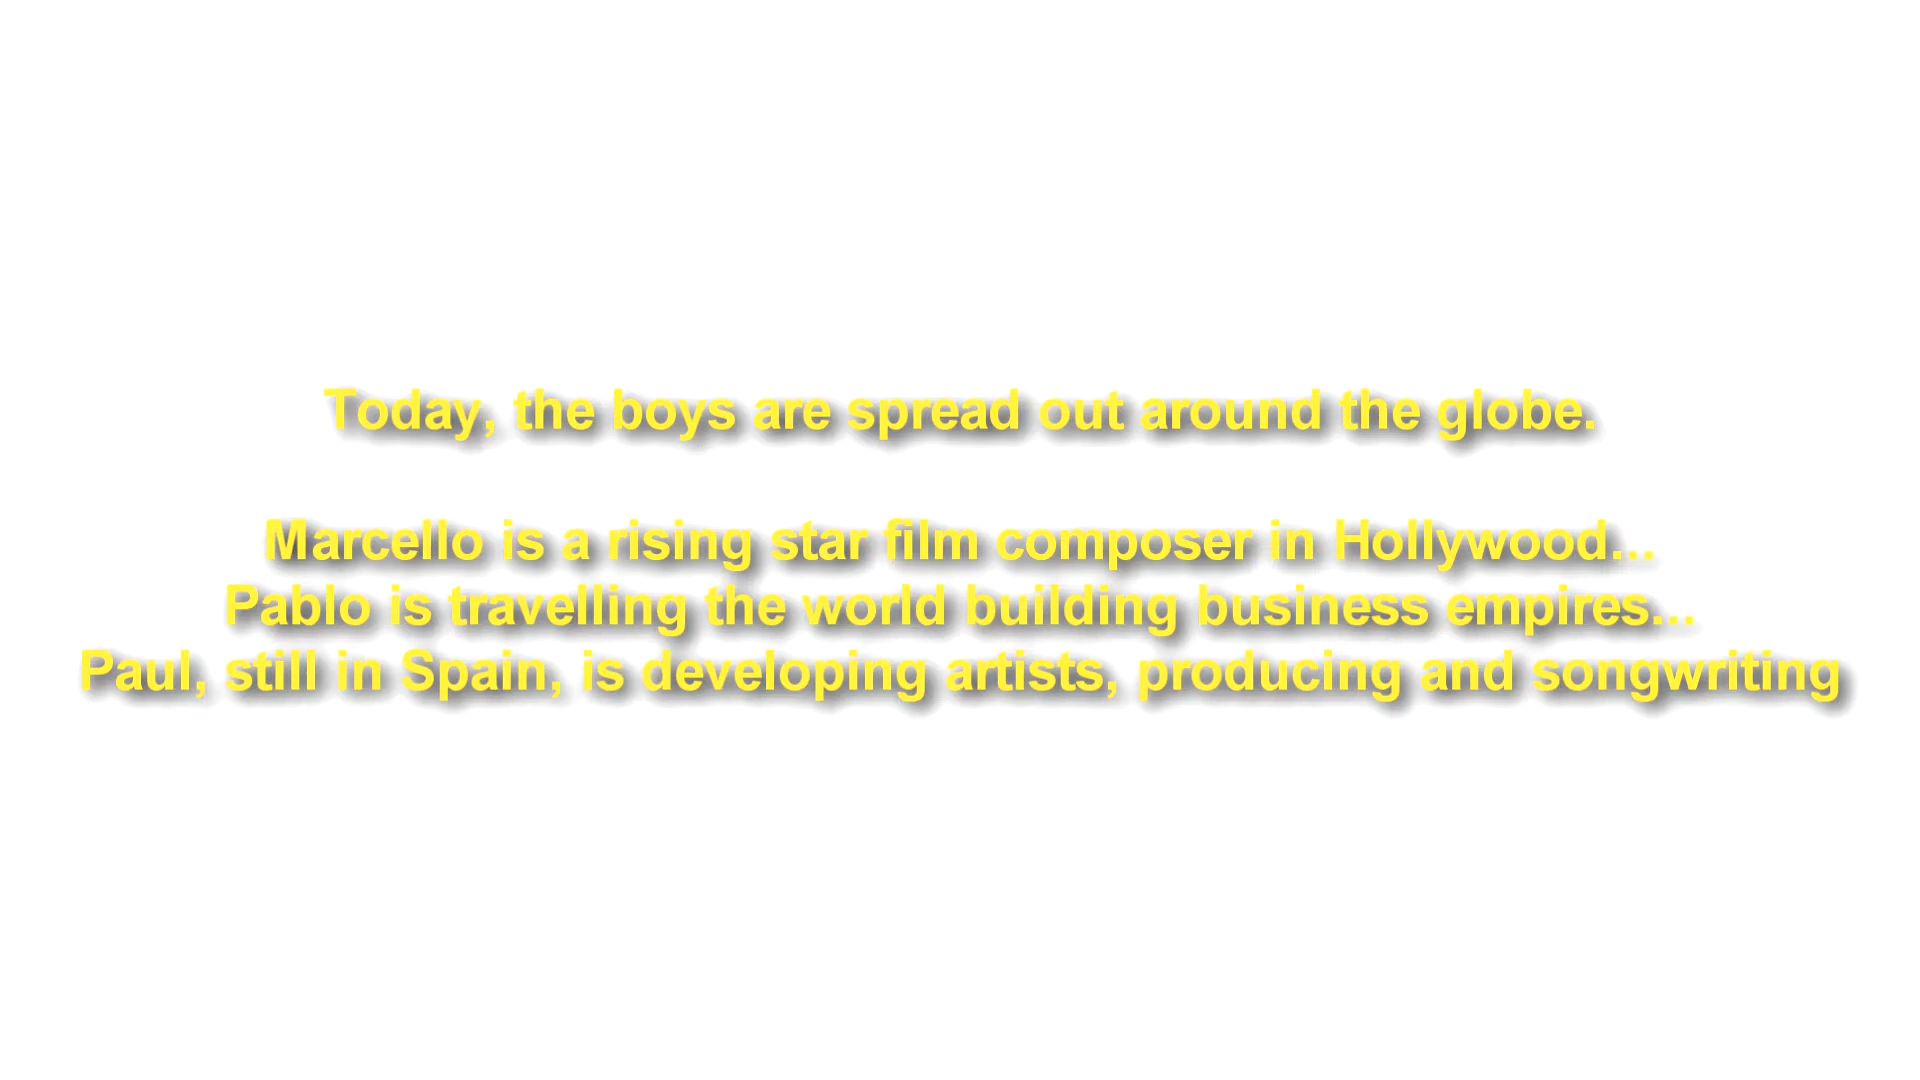 Today, the boys are spread out around the globe.
Marcello is a rising star film composer in Hollywood...
Pablo is travelling the world building business empires...
Paul, still in Spain, is developing artists, producing and songwriting